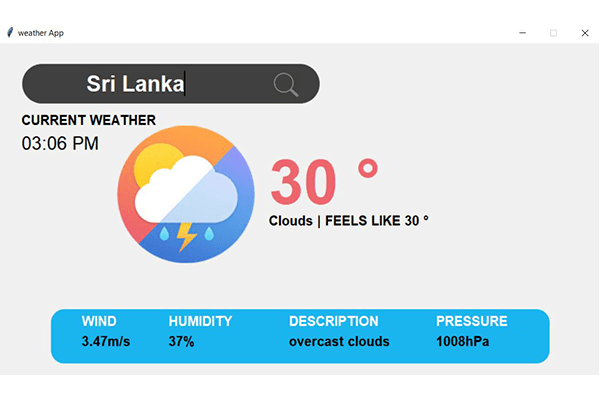 weather App
Sri Lanka
CURRENT WEATHER
03:06 PM
30 °
Clouds | FEELS LIKE 30 °
WIND HUMIDITY DESCRIPTION PRESSURE
3.47m/s 37% overcast clouds 1008hPa